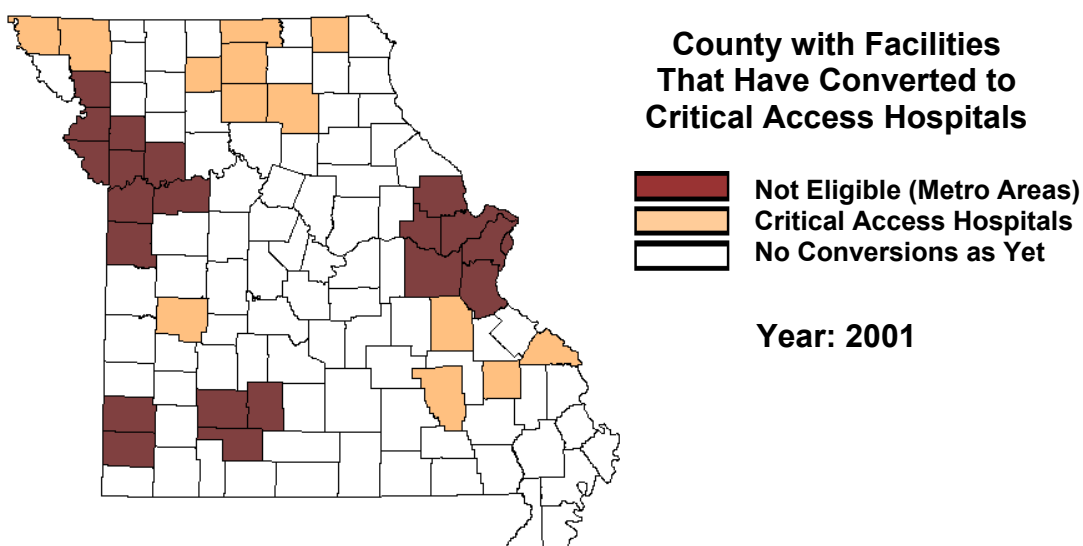 County with Facilities
That Have Converted to
Critical Access Hospitals
Not Eligible (Metro Areas)
Critical Access Hospitals
No Conversions as Yet
Year: 2001